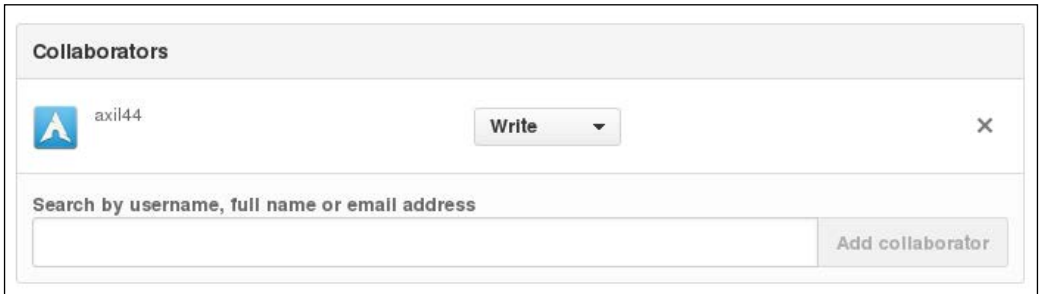 Collaborators
axil44
Write
Search by username, full name or email address
Add collaborator